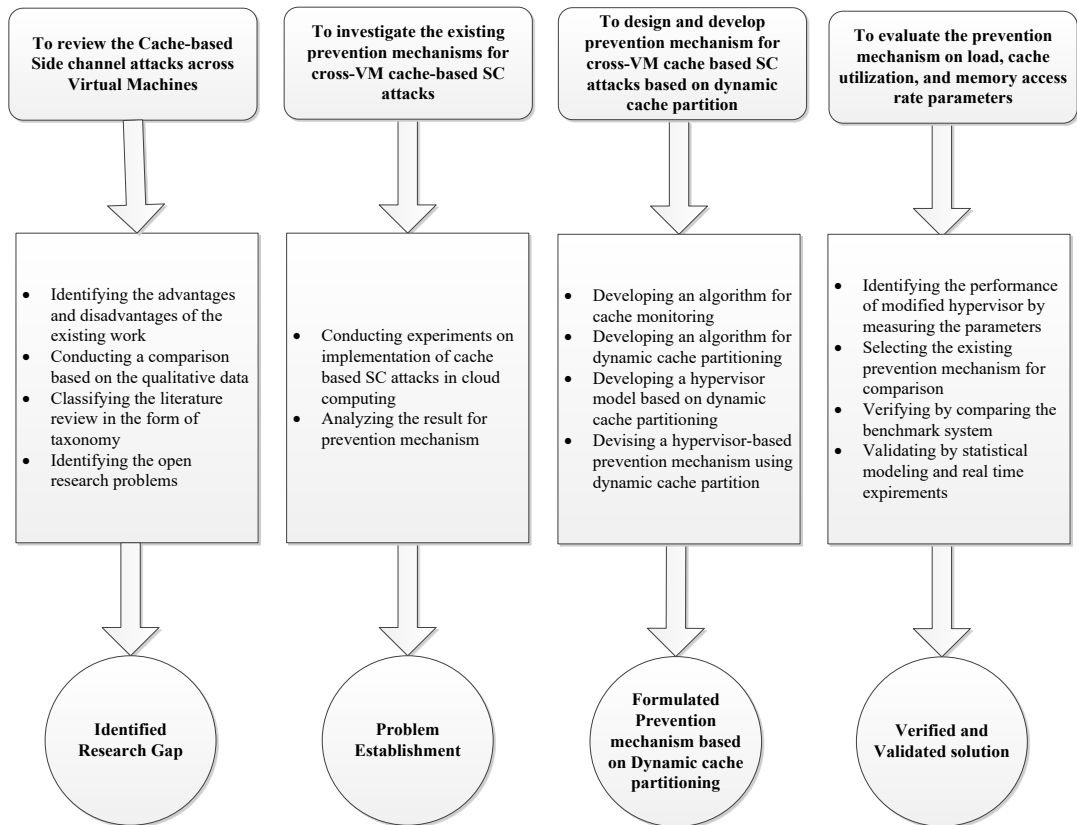 To review the Cache-based
Side channel attacks across
Virtual Machines
To investigate the existing
prevention mechanisms for
cross-VM cache-based SC
attacks
To design and develop
prevention mechanism for
cross-VM cache based SC
attacks based on dynamic
cache partition
To evaluate the prevention
mechanism on load, cache
utilization, and memory access
rate parameters
• Identifying the advantages
and disadvantages of the
existing work
• Conducting a comparison
based on the qualitative data
• Classifying the literature
review in the form of
taxonomy
• Identifying the open
research problems
• Conducting experiments on
implementation of cache
based SC attacks in cloud
computing
• Analyzing the result for
prevention mechanism
• Developing an algorithm for
cache monitoring
• Developing an algorithm for
dynamic cache partitioning
• Developing a hypervisor
model based on dynamic
cache partitioning
• Devising a hypervisor-based
prevention mechanism using
dynamic cache partition
• Identifying the performance
of modified hypervisor by
measuring the parameters
• Selecting the existing
prevention mechanism for
comparison
• Verifying by comparing the
benchmark system
• Validating by statistical
modeling and real time
expirements
Identified
Research Gap
Problem
Establishment
Formulated
Prevention
mechanism based
on Dynamic cache
partitioning
Verified and
Validated solution